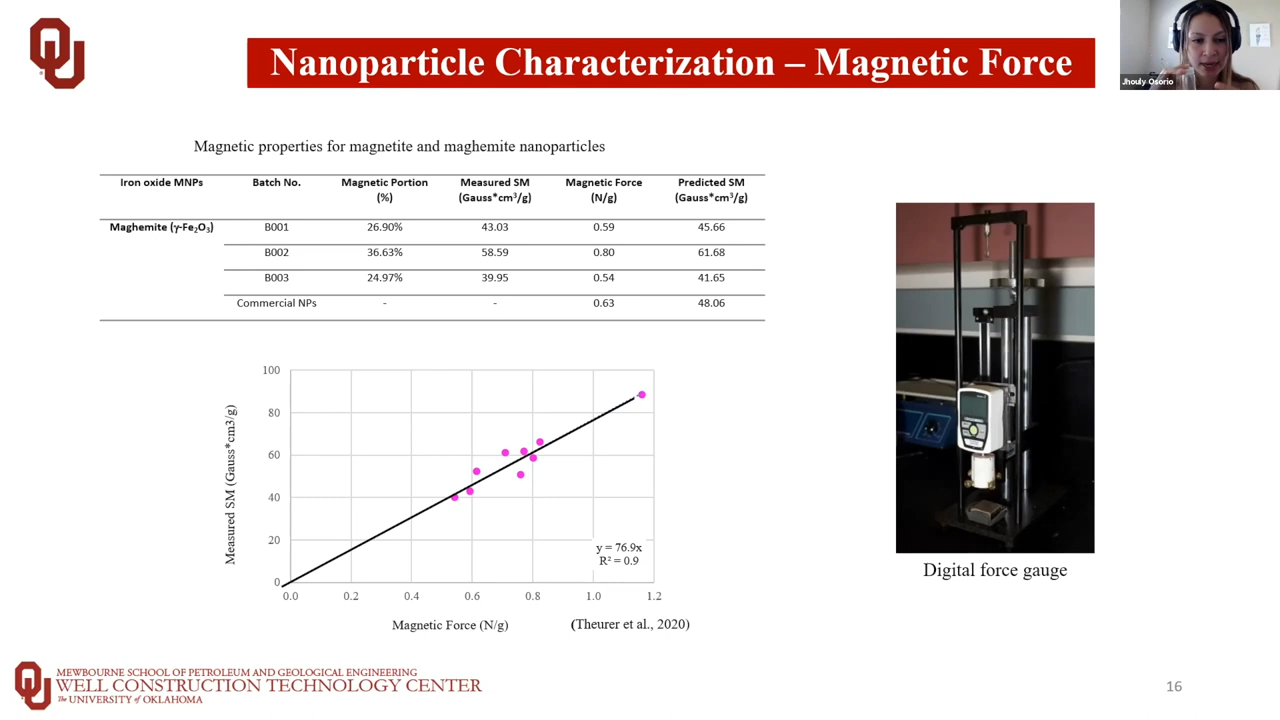 OU
Nanoparticle Characterization – Magnetic Force
Jhouly Osorio
Magnetic properties for magnetite and maghemite nanoparticles
Iron oxide MNPs Batch No. Magnetic Portion (%) Measured SM (Gauss*cm³/g) Magnetic Force (N/g) Predicted SM (Gauss*cm³/g)
Maghemite (γ-Fe₂O₃) B001 26.90% 43.03 0.59 45.66
B002 36.63% 58.59 0.80 61.68
B003 24.97% 39.95 0.54 41.65
Commercial NPs - - 0.63 48.06
Measured SM (Gauss*cm3/g)
100
80
60
40
20
0
y = 76.9x
R² = 0.9
0.0 0.2 0.4 0.6 0.8 1.0 1.2
Magnetic Force (N/g)
(Theurer et al., 2020)
Digital force gauge
OU
MEWBOURNE SCHOOL OF PETROLEUM AND GEOLOGICAL ENGINEERING
WELL CONSTRUCTION TECHNOLOGY CENTER
The UNIVERSITY of OKLAHOMA
16